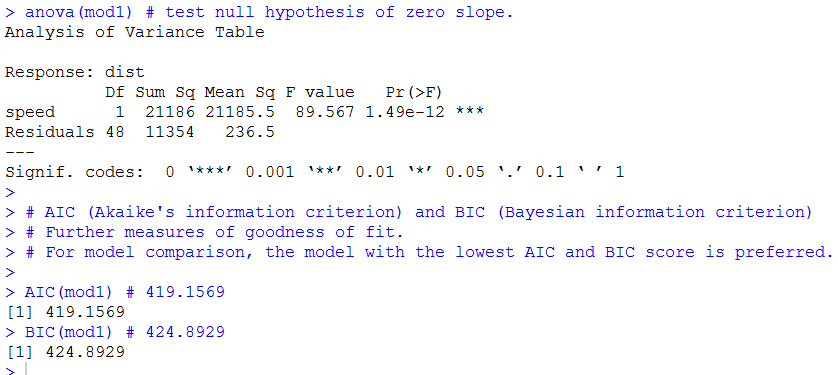 > anova(mod1) # test null hypothesis of zero slope.
Analysis of Variance Table

Response: dist
          Df Sum Sq Mean Sq F value   Pr(>F)
speed      1  21186 21185.5  89.567 1.49e-12 ***
Residuals 48  11354   236.5
---
Signif. codes:  0 ‘***’ 0.001 ‘**’ 0.01 ‘*’ 0.05 ‘.’ 0.1 ‘ ’ 1
>
> # AIC (Akaike's information criterion) and BIC (Bayesian information criterion)
> # Further measures of goodness of fit.
> # For model comparison, the model with the lowest AIC and BIC score is preferred.
>
> AIC(mod1) # 419.1569
[1] 419.1569
> BIC(mod1) # 424.8929
[1] 424.8929
>